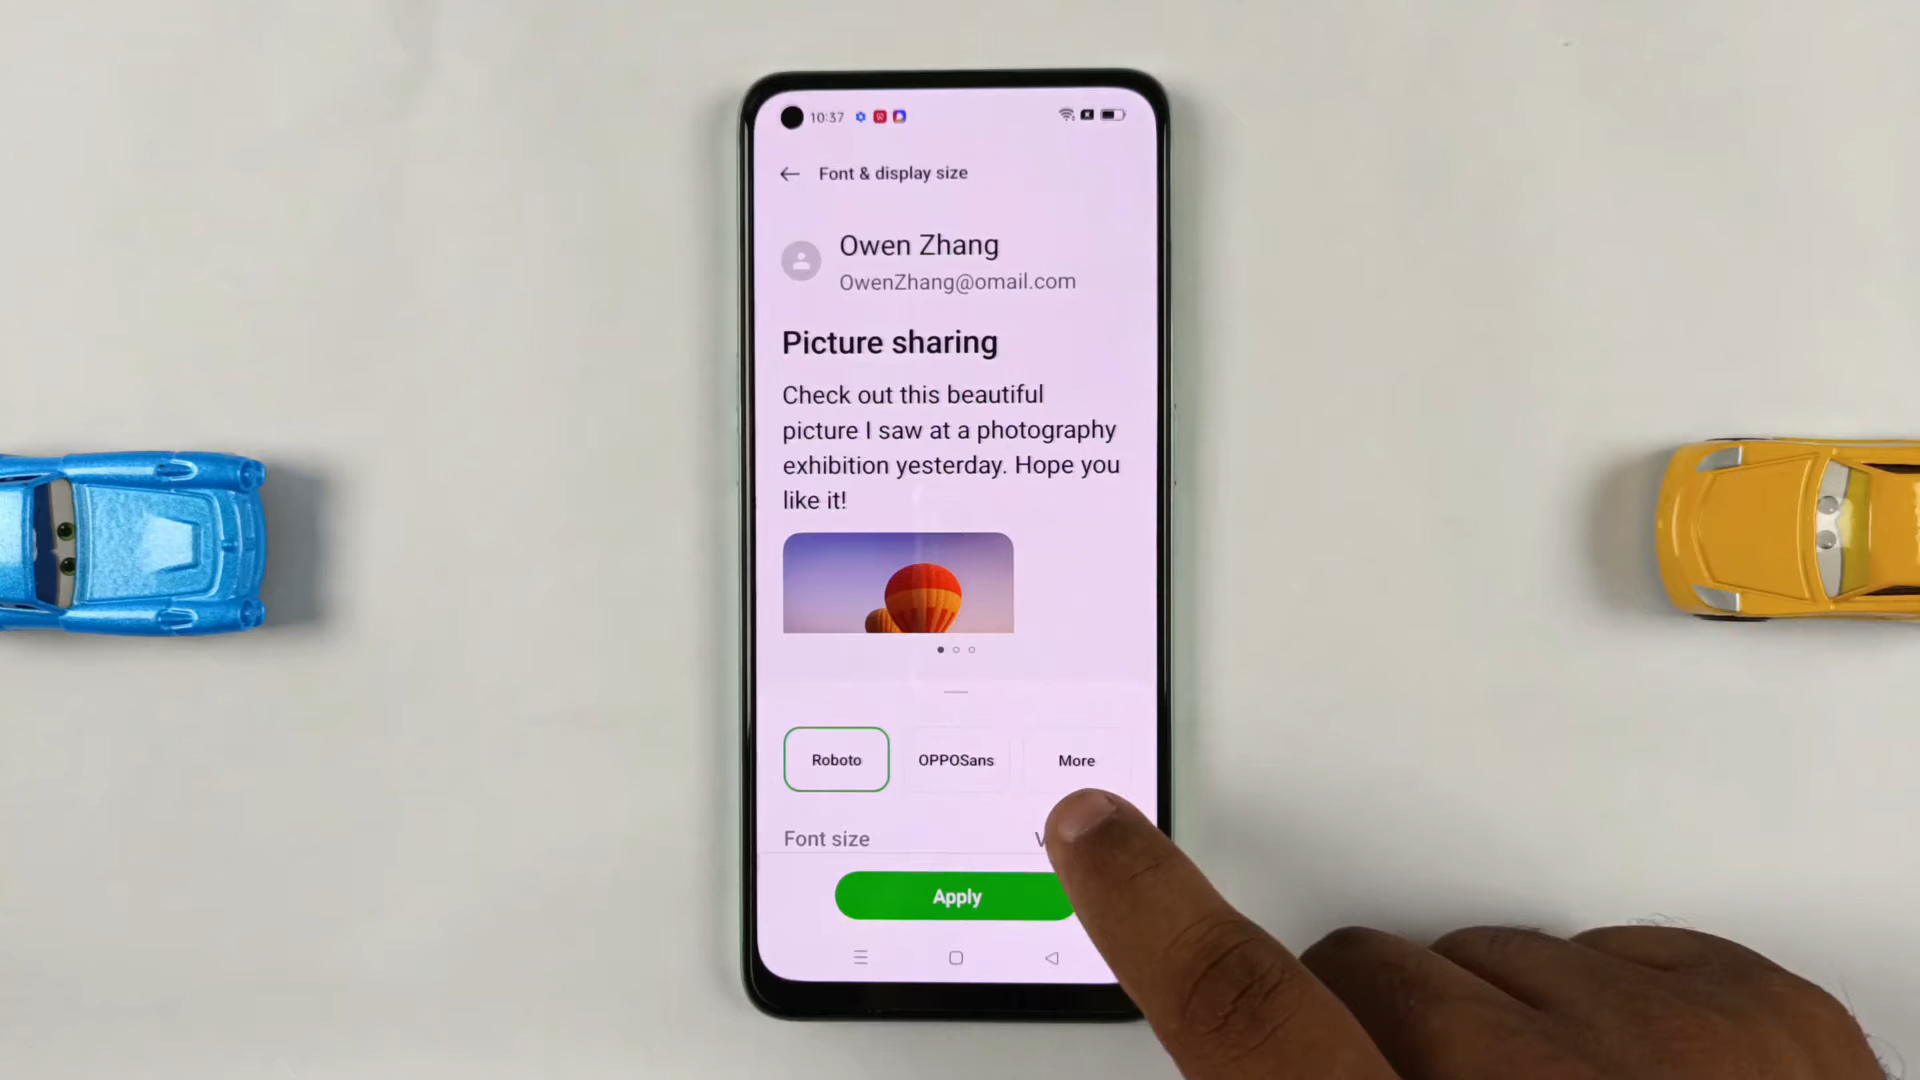 10:37
Font & display size
Owen Zhang
OwenZhang@omail.com
Picture sharing
Check out this beautiful
picture I saw at a photography
exhibition yesterday. Hope you
like it!
Roboto OPPOSans More
Font size
Apply